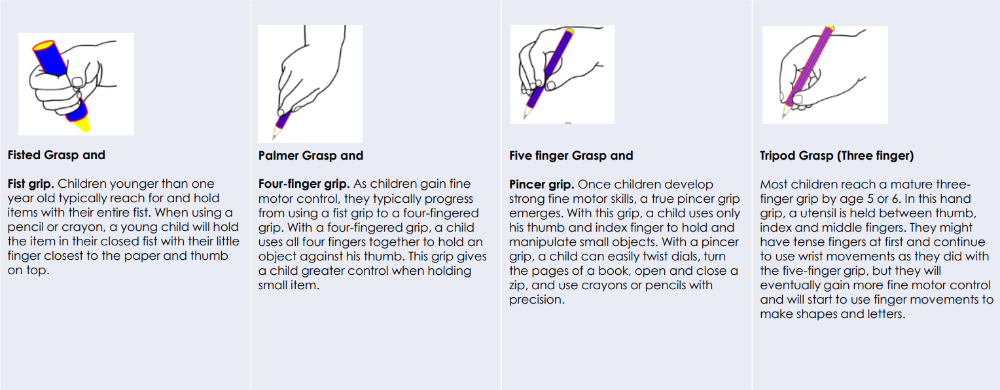 Fisted Grasp and
Fist grip. Children younger than one
year old typically reach for and hold
items with their entire fist. When using a
pencil or crayon, a young child will hold
the item in their closed fist with their little
finger closest to the paper and thumb
on top.
Palmer Grasp and
Four-finger grip. As children gain fine
motor control, they typically progress
from using a fist grip to a four-fingered
grip. With a four-fingered grip, a child
uses all four fingers together to hold an
object against his thumb. This grip gives
a child greater control when holding
small item.
Five finger Grasp and
Pincer grip. Once children develop
strong fine motor skills, a true pincer grip
emerges. With this grip, a child uses only
his thumb and index finger to hold and
manipulate small objects. With a pincer
grip, a child can easily twist dials, turn
the pages of a book, open and close a
zip, and use crayons or pencils with
precision.
Tripod Grasp (Three finger)
Most children reach a mature three-
finger grip by age 5 or 6. In this hand
grip, a utensil is held between thumb,
index and middle fingers. They might
have tense fingers at first and continue
to use wrist movements as they did with
the five-finger grip, but they will
eventually gain more fine motor control
and will start to use finger movements to
make shapes and letters.